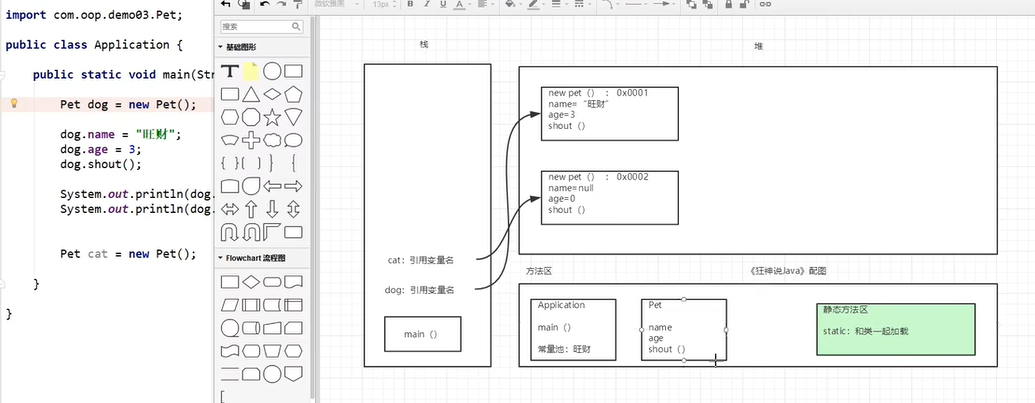 import com.oop.demo03.Pet;
public class Application {
public static void main(Str
Pet dog = new Pet();
dog.name = "旺财";
dog.age = 3;
dog.shout();
System.out.println(dog.
System.out.println(dog.
Pet cat = new Pet();
}
}
微软雅黑
13px
B I U A
搜索
基础图形
T
Flowchart 流程图
栈
cat：引用变量名
dog：引用变量名
main（）
堆
new pet（） ： 0x0001
name=“旺财”
age=3
shout（）
new pet（） ： 0x0002
name=null
age=0
shout（）
方法区
《狂神说Java》配图
Application
main（）
常量池：旺财
Pet
name
age
shout（）
静态方法区
static：和类一起加载